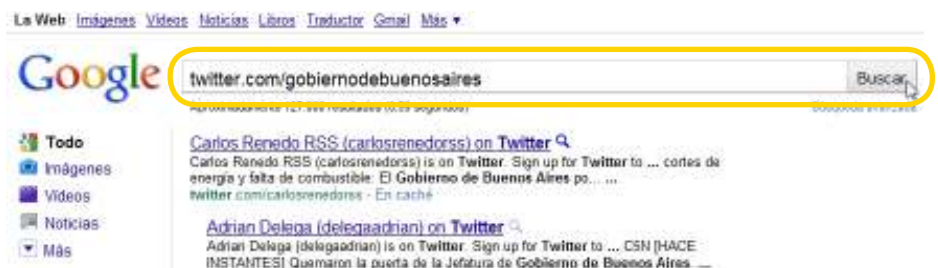 La Web Imágenes Vídeos Noticias Libros Traductor Gmail Más ▼
Google
twitter.com/gobiernodebuenosaires Buscar
Todo
Imágenes
Vídeos
Noticias
Más
Carlos Renedo RSS (carlosrenedorss) on Twitter
Carlos Renedo RSS (carlosrenedorss) is on Twitter. Sign up for Twitter to ... cortes de
energía y falta de combustible: El Gobierno de Buenos Aires po... ...
twitter.com/carlosrenedorss - En caché
Adrian Delega (delegaadrian) on Twitter
Adrian Delega (delegaadrian) is on Twitter. Sign up for Twitter to ... C5N [HACE
INSTANTES] Quemaron la puerta de la Jefatura de Gobierno de Buenos Aires ...